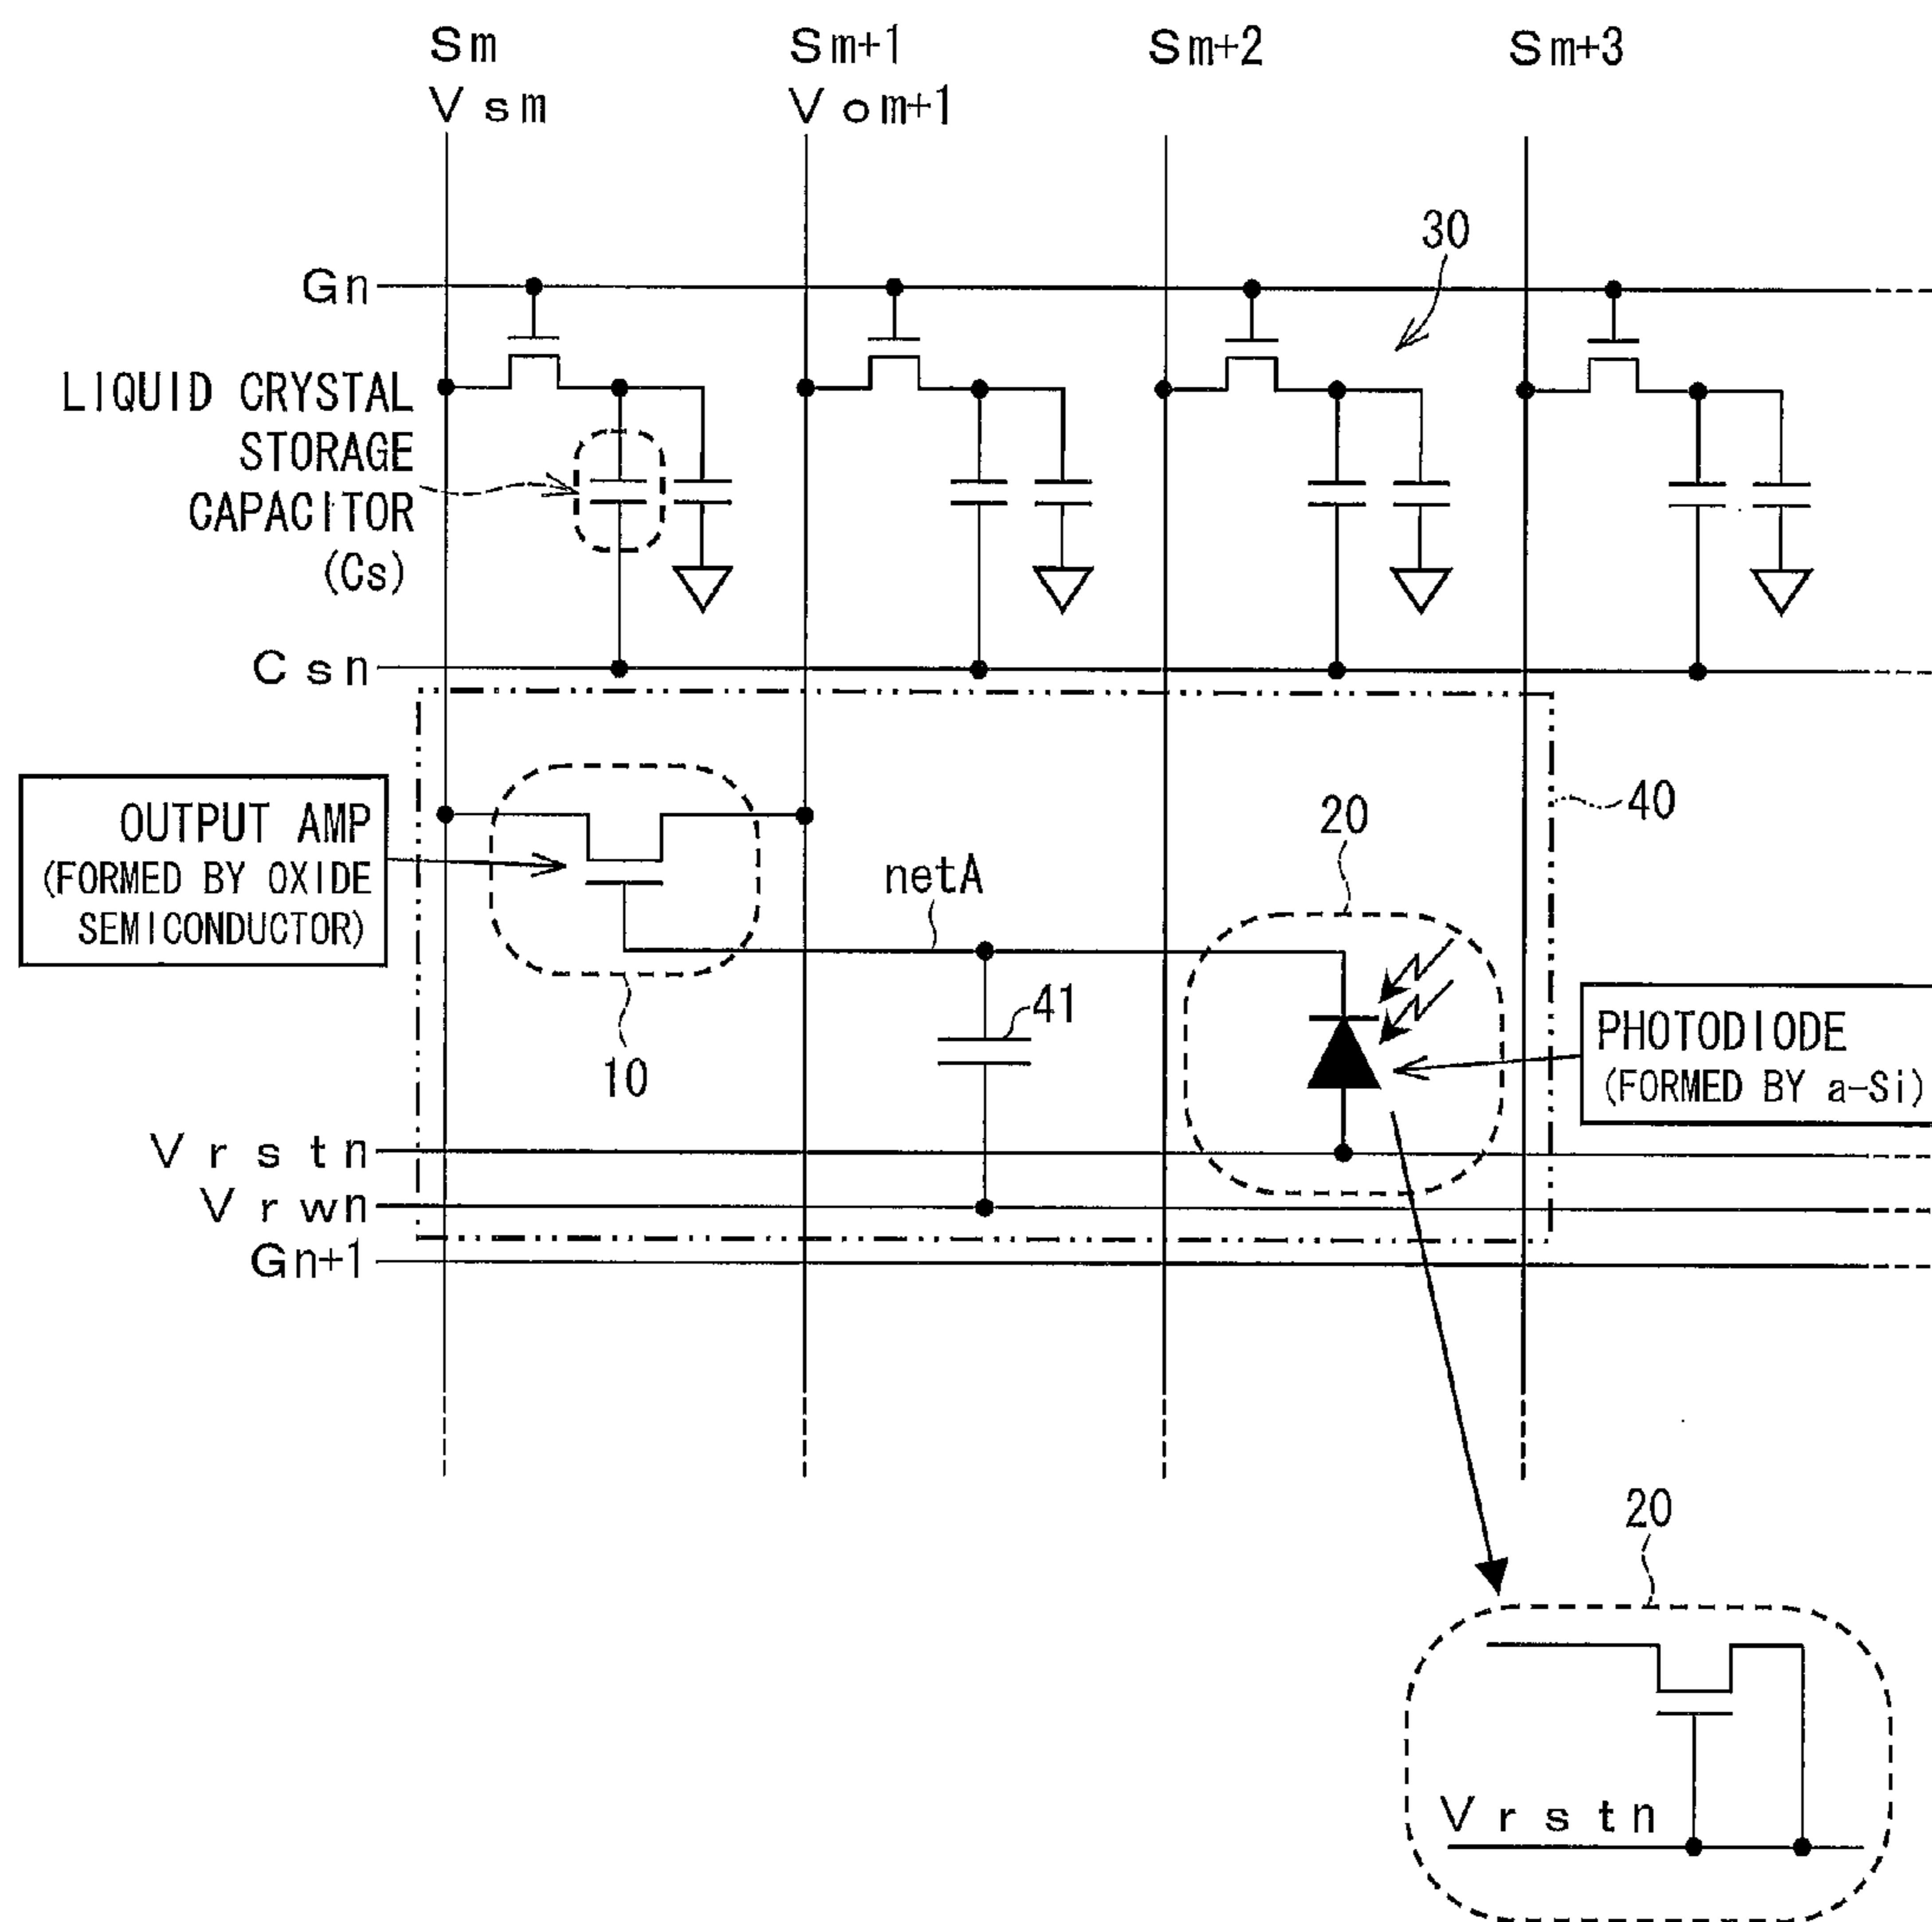 Sm
Vsm
Sm+1
Vom+1
Sm+2
Sm+3
30
Gn
LIQUID CRYSTAL
STORAGE
CAPACITOR
(Cs)
Csn
OUTPUT AMP
(FORMED BY OXIDE
SEMICONDUCTOR)
10
netA
41
20
40
PHOTODIODE
(FORMED BY a-Si)
Vrstn
Vrwn
Gn+1
20
Vrstn